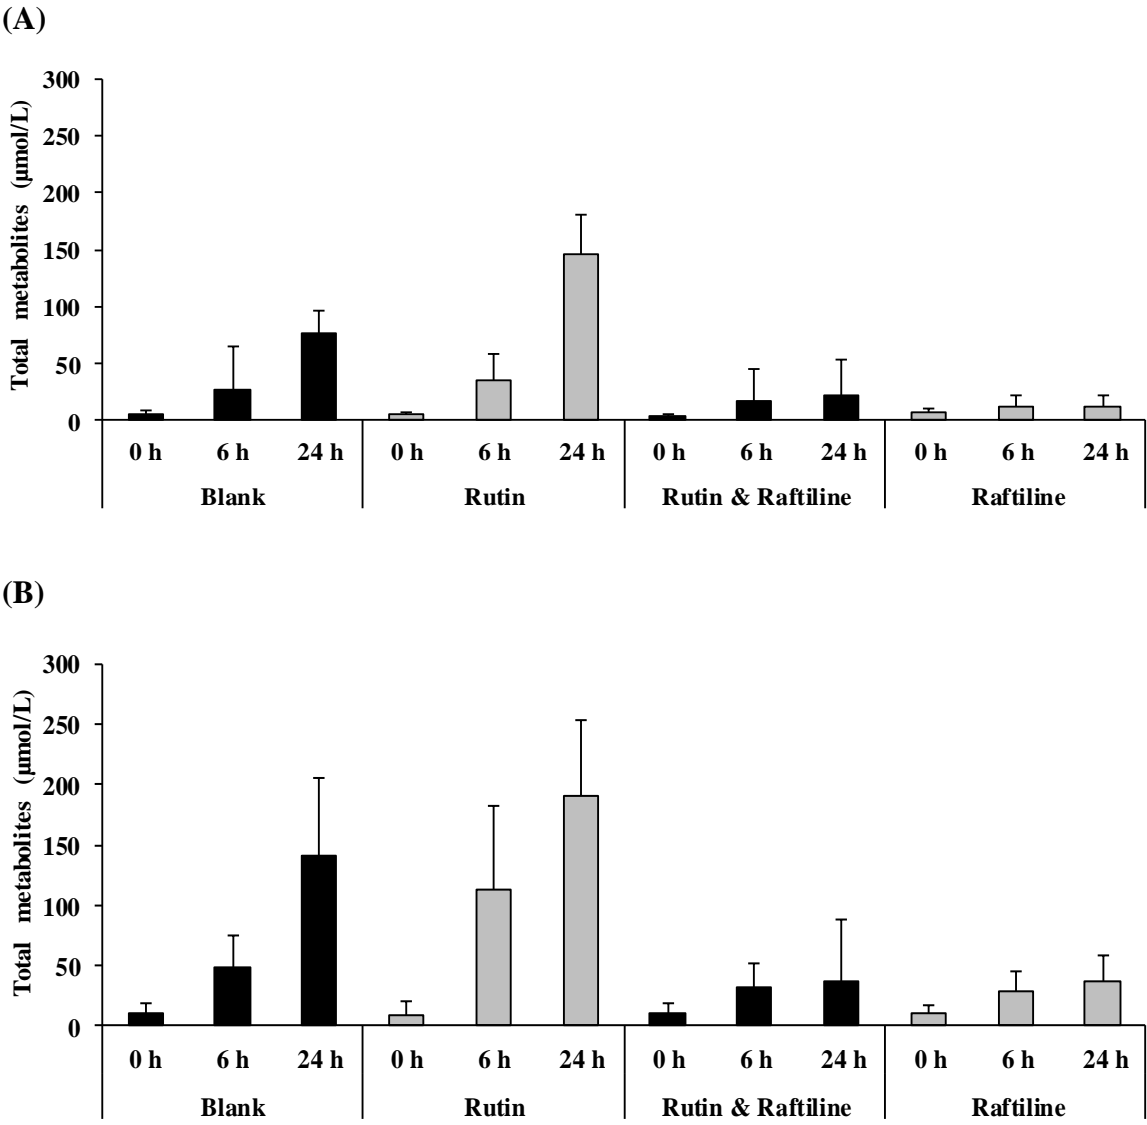 (A)
Total metabolites (µmol/L)
300
250
200
150
100
50
0
0 h 6 h 24 h 0 h 6 h 24 h 0 h 6 h 24 h 0 h 6 h 24 h
Blank Rutin Rutin & Raftiline Raftiline
(B)
Total metabolites (µmol/L)
300
250
200
150
100
50
0
0 h 6 h 24 h 0 h 6 h 24 h 0 h 6 h 24 h 0 h 6 h 24 h
Blank Rutin Rutin & Raftiline Raftiline